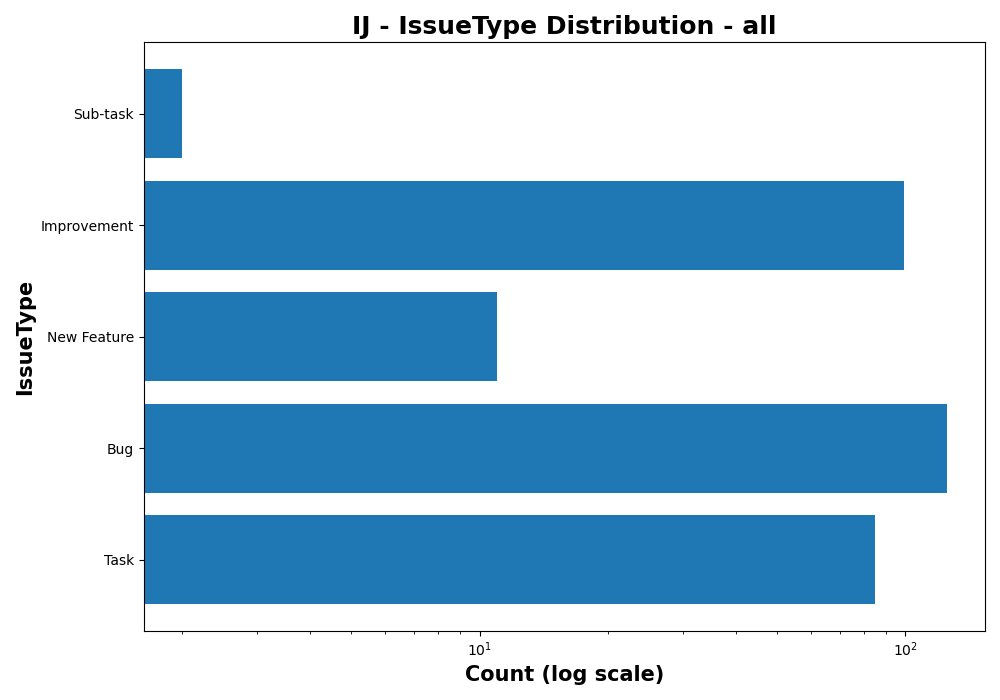 IJ - IssueType Distribution - all
IssueType
Sub-task
Improvement
New Feature
Bug
Task
10¹
10²
Count (log scale)